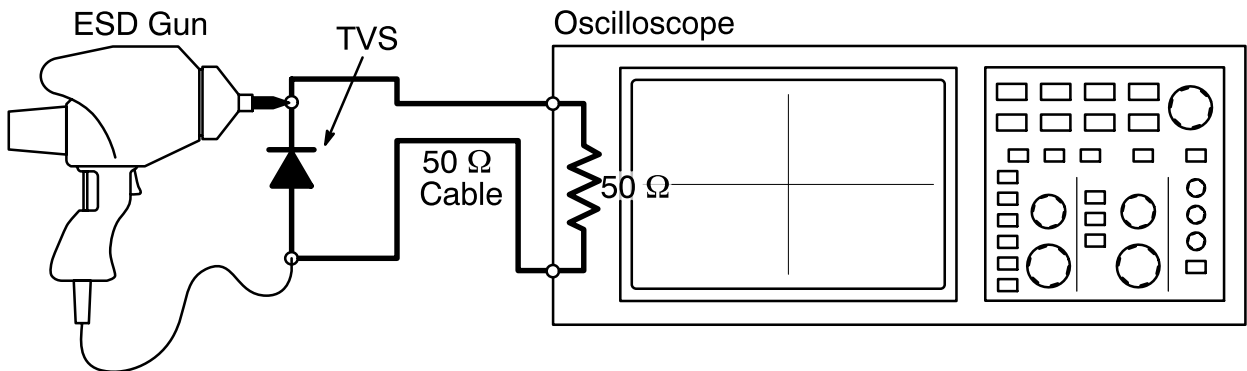 ESD Gun
TVS
Oscilloscope
50 Ω
Cable
50 Ω